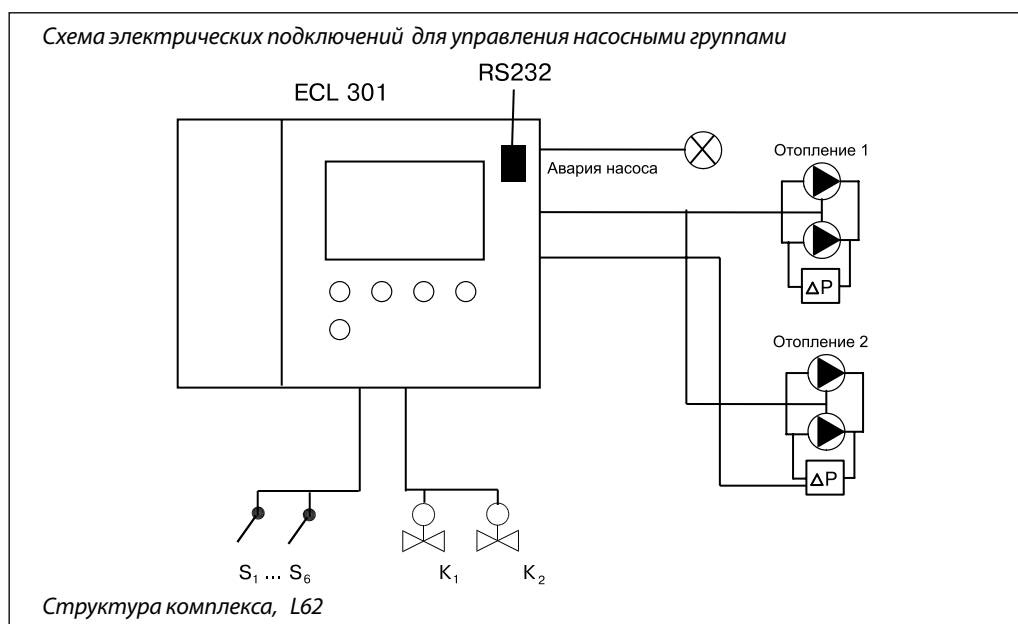 Схема электрических подключений для управления насосными группами
RS232
ECL 301
Авария насоса
Отопление 1
ΔP
Отопление 2
ΔP
S1 ... S6
K1
K2
Структура комплекса, L62